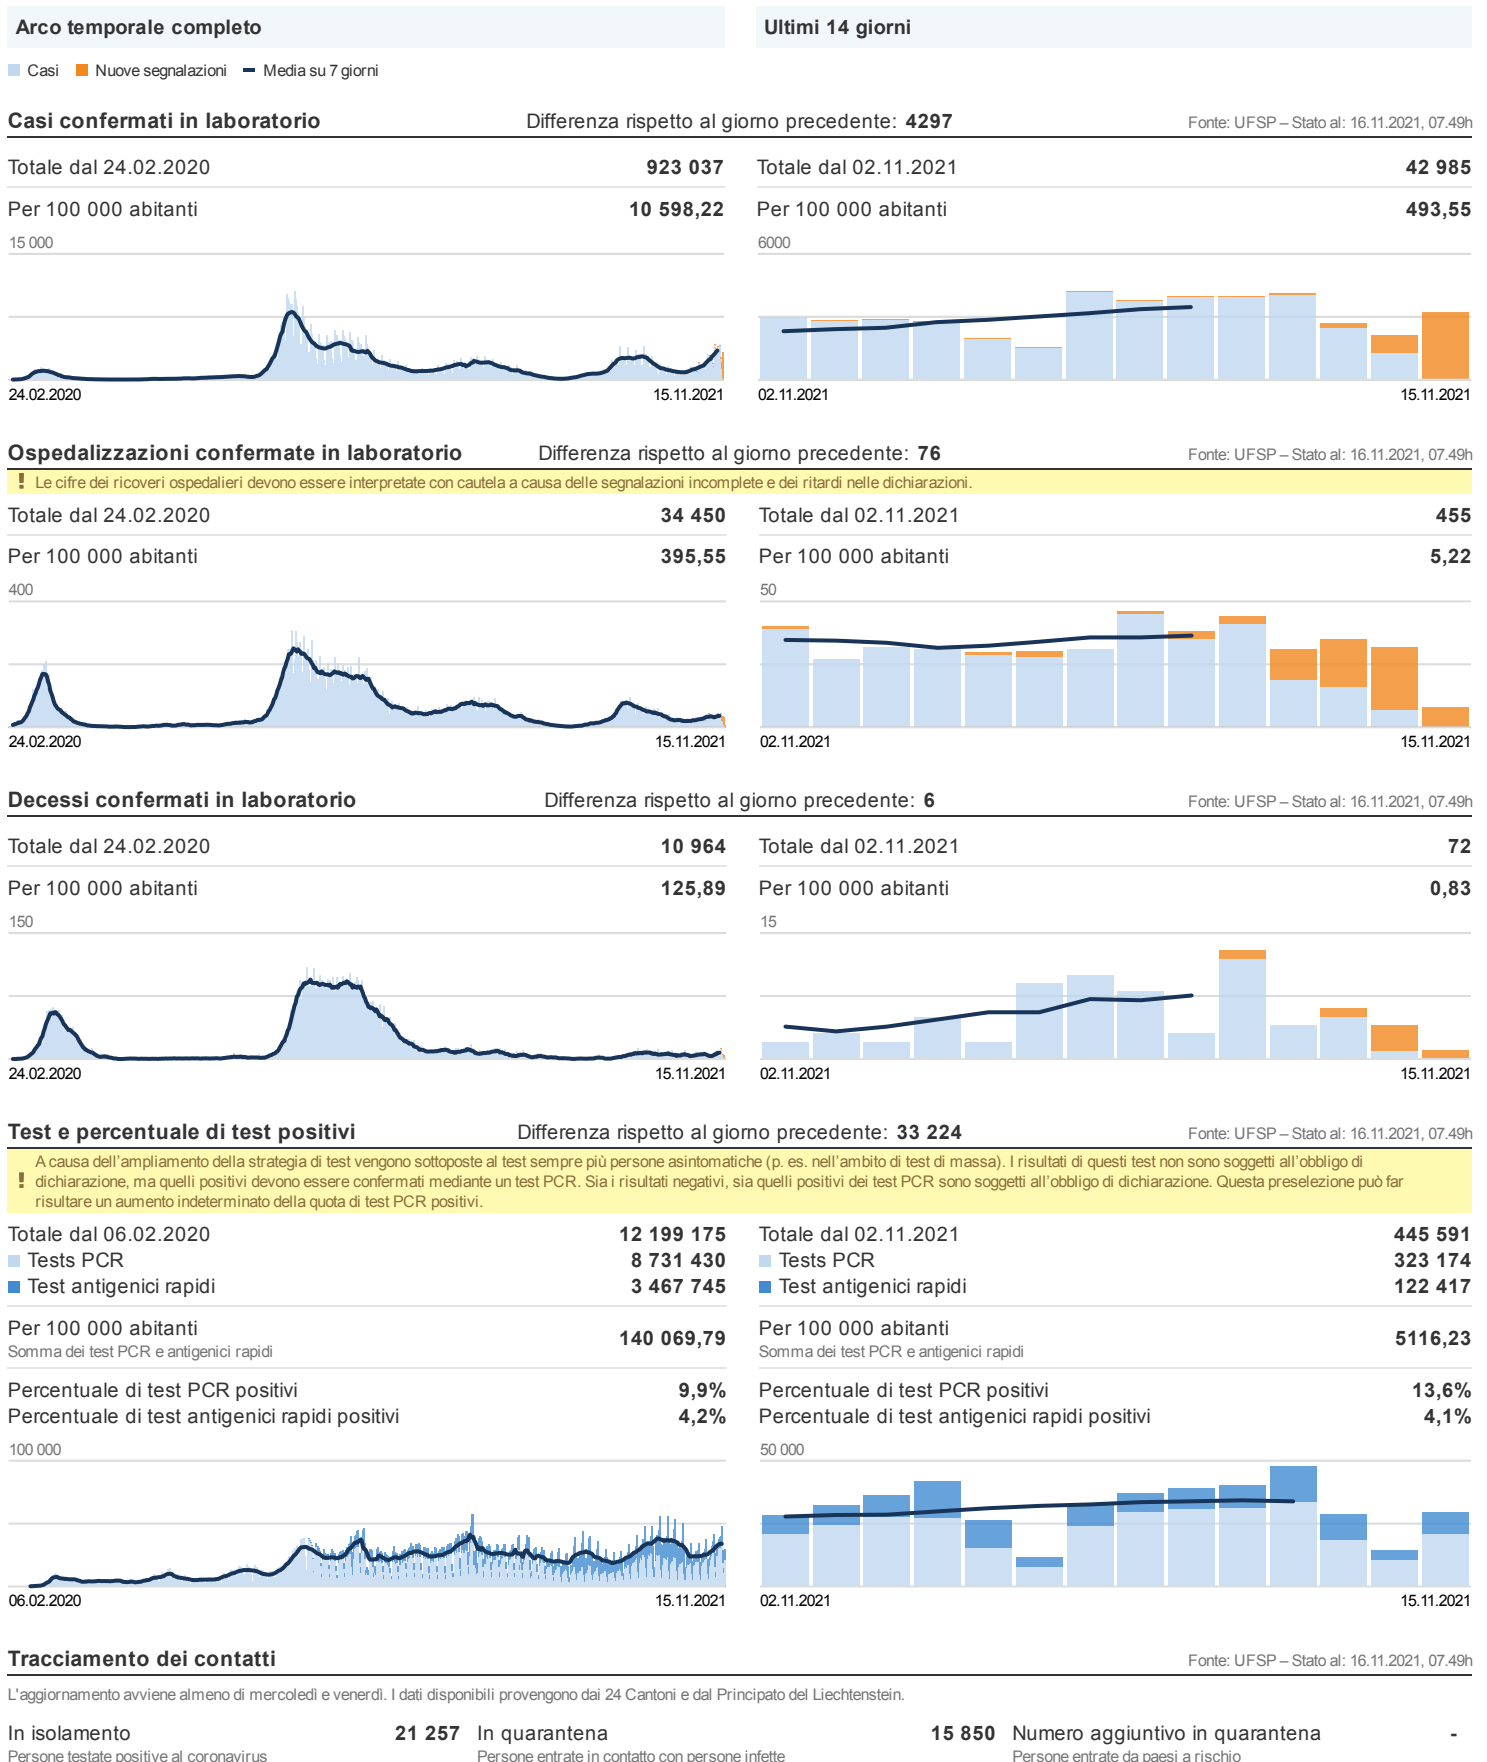 Arco temporale completo
Ultimi 14 giorni
Casi Nuove segnalazioni Media su 7 giorni
Casi confermati in laboratorio Differenza rispetto al giorno precedente: 4297 Fonte: UFSP – Stato al: 16.11.2021, 07.49h
Totale dal 24.02.2020 923 037
Per 100 000 abitanti 10 598,22
15 000
24.02.2020 15.11.2021
Totale dal 02.11.2021 42 985
Per 100 000 abitanti 493,55
6000
02.11.2021 15.11.2021
Ospedalizzazioni confermate in laboratorio Differenza rispetto al giorno precedente: 76 Fonte: UFSP – Stato al: 16.11.2021, 07.49h
! Le cifre dei ricoveri ospedalieri devono essere interpretate con cautela a causa delle segnalazioni incomplete e dei ritardi nelle dichiarazioni.
Totale dal 24.02.2020 34 450
Per 100 000 abitanti 395,55
400
24.02.2020 15.11.2021
Totale dal 02.11.2021 455
Per 100 000 abitanti 5,22
50
02.11.2021 15.11.2021
Decessi confermati in laboratorio Differenza rispetto al giorno precedente: 6 Fonte: UFSP – Stato al: 16.11.2021, 07.49h
Totale dal 24.02.2020 10 964
Per 100 000 abitanti 125,89
150
24.02.2020 15.11.2021
Totale dal 02.11.2021 72
Per 100 000 abitanti 0,83
15
02.11.2021 15.11.2021
Test e percentuale di test positivi Differenza rispetto al giorno precedente: 33 224 Fonte: UFSP – Stato al: 16.11.2021, 07.49h
A causa dell'ampliamento della strategia di test vengono sottoposte al test sempre più persone asintomatiche (p. es. nell'ambito di test di massa). I risultati di questi test non sono soggetti all'obbligo di
! dichiarazione, ma quelli positivi devono essere confermati mediante un test PCR. Sia i risultati negativi, sia quelli positivi dei test PCR sono soggetti all'obbligo di dichiarazione. Questa preselezione può far
risultare un aumento indeterminato della quota di test PCR positivi.
Totale dal 06.02.2020 12 199 175
Tests PCR 8 731 430
Test antigenici rapidi 3 467 745
Per 100 000 abitanti 140 069,79
Somma dei test PCR e antigenici rapidi
Percentuale di test PCR positivi 9,9%
Percentuale di test antigenici rapidi positivi 4,2%
100 000
06.02.2020 15.11.2021
Totale dal 02.11.2021 445 591
Tests PCR 323 174
Test antigenici rapidi 122 417
Per 100 000 abitanti 5116,23
Somma dei test PCR e antigenici rapidi
Percentuale di test PCR positivi 13,6%
Percentuale di test antigenici rapidi positivi 4,1%
50 000
02.11.2021 15.11.2021
Tracciamento dei contatti Fonte: UFSP – Stato al: 16.11.2021, 07.49h
L'aggiornamento avviene almeno di mercoledì e venerdì. I dati disponibili provengono dai 24 Cantoni e dal Principato del Liechtenstein.
In isolamento 21 257 In quarantena 15 850 Numero aggiuntivo in quarantena -
Persone testate positive al coronavirus Persone entrate in contatto con persone infette Persone entrate da paesi a rischio